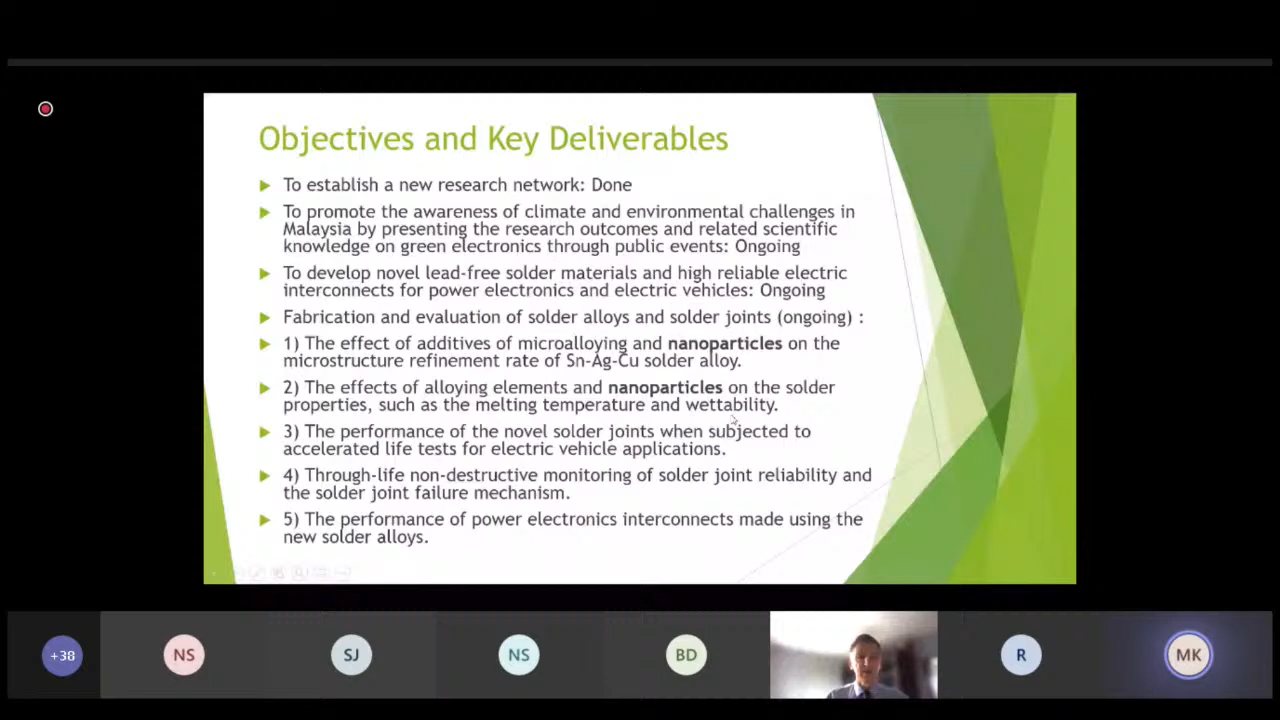 Objectives and Key Deliverables
To establish a new research network: Done
To promote the awareness of climate and environmental challenges in
Malaysia by presenting the research outcomes and related scientific
knowledge on green electronics through public events: Ongoing
To develop novel lead-free solder materials and high reliable electric
interconnects for power electronics and electric vehicles: Ongoing
Fabrication and evaluation of solder alloys and solder joints (ongoing) :
1) The effect of additives of microalloying and nanoparticles on the
microstructure refinement rate of Sn-Ag-Cu solder alloy.
2) The effects of alloying elements and nanoparticles on the solder
properties, such as the melting temperature and wettability.
3) The performance of the novel solder joints when subjected to
accelerated life tests for electric vehicle applications.
4) Through-life non-destructive monitoring of solder joint reliability and
the solder joint failure mechanism.
5) The performance of power electronics interconnects made using the
new solder alloys.
+38
NS
SJ
NS
BD
R
MK